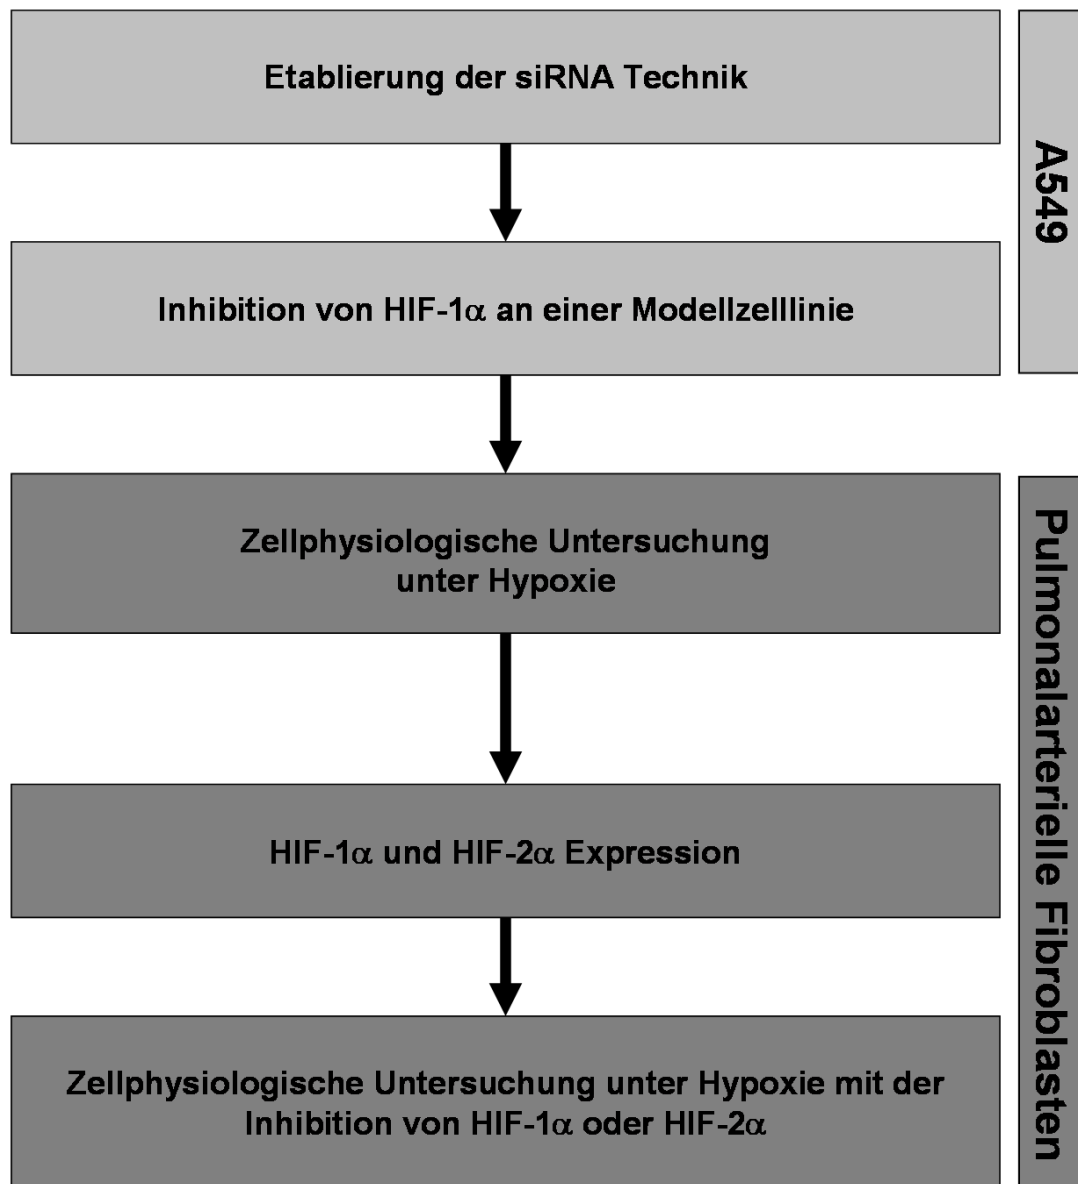 Etablierung der siRNA Technik
A549
Inhibition von HIF-1α an einer Modellzelllinie
Zellphysiologische Untersuchung
unter Hypoxie
Pulmonalarterielle Fibroblasten
HIF-1α und HIF-2α Expression
Zellphysiologische Untersuchung unter Hypoxie mit der
Inhibition von HIF-1α oder HIF-2α